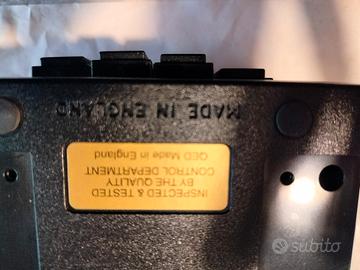 MADE IN ENGLAND
INSPECTED & TESTED
BY THE QUALITY
CONTROL DEPARTMENT
QED Made in England
subito